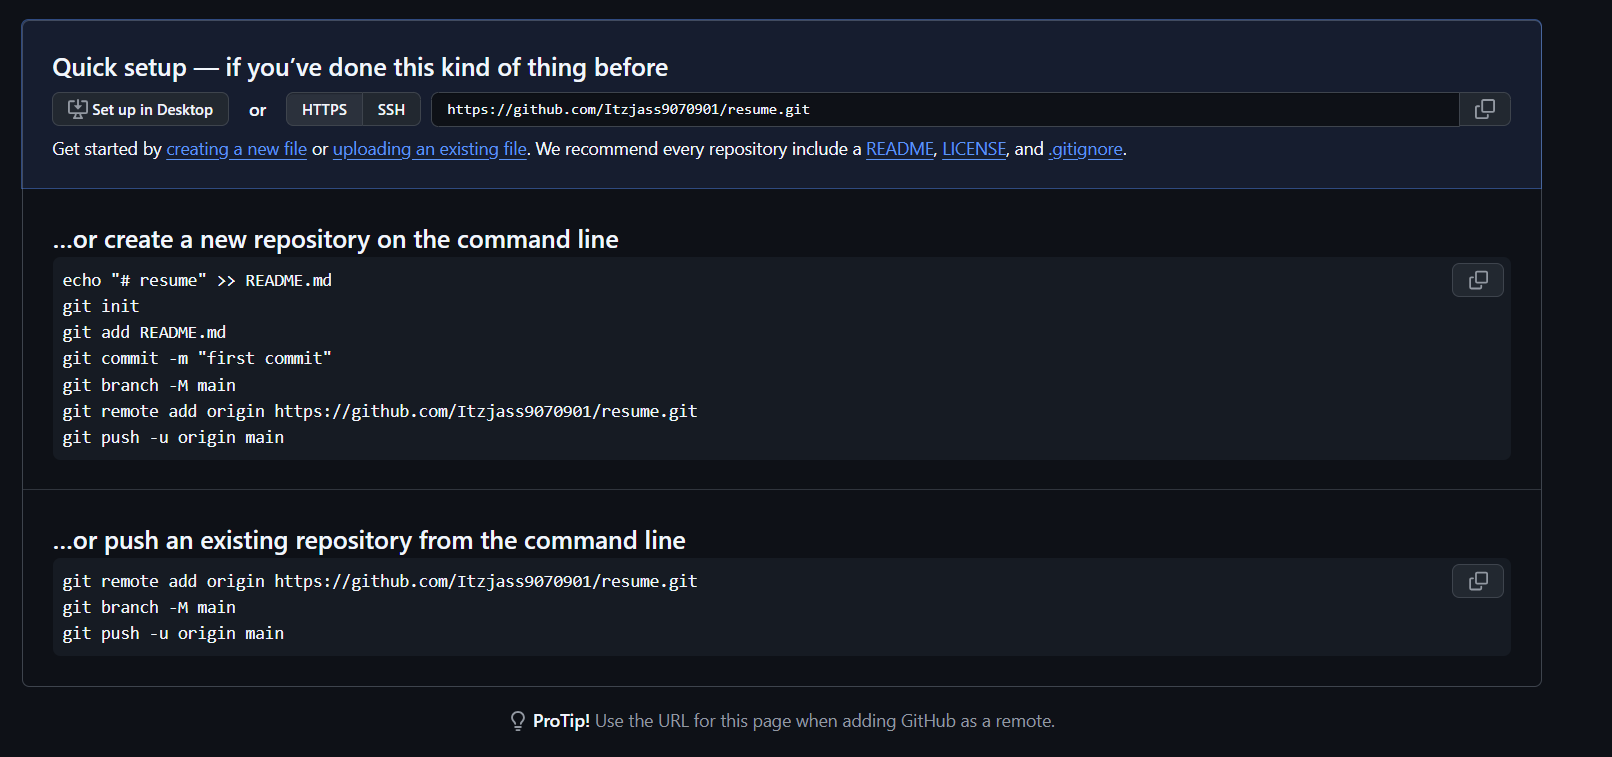 Quick setup — if you’ve done this kind of thing before
Set up in Desktop or HTTPS SSH https://github.com/Itzjass9070901/resume.git
Get started by creating a new file or uploading an existing file. We recommend every repository include a README, LICENSE, and .gitignore.
...or create a new repository on the command line
echo "# resume" >> README.md
git init
git add README.md
git commit -m "first commit"
git branch -M main
git remote add origin https://github.com/Itzjass9070901/resume.git
git push -u origin main
...or push an existing repository from the command line
git remote add origin https://github.com/Itzjass9070901/resume.git
git branch -M main
git push -u origin main
ProTip! Use the URL for this page when adding GitHub as a remote.